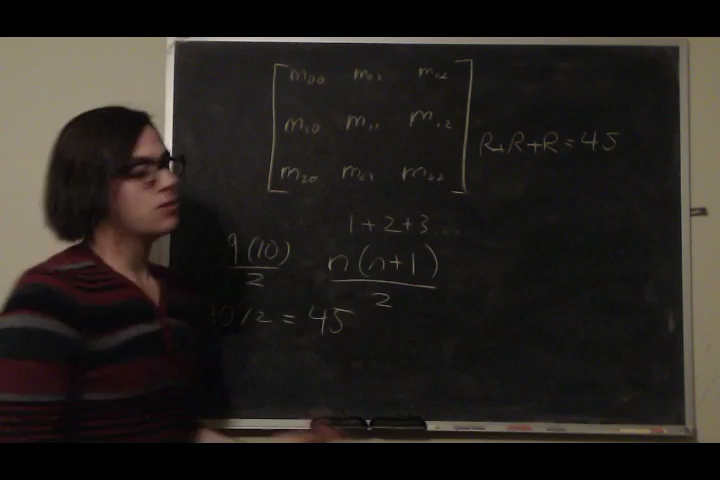 m00 m01 m02
m10 m11 m12
m20 m21 m22
R+R+R=45
1+2+3...
9(10)
2
n(n+1)
2
90/2 = 45